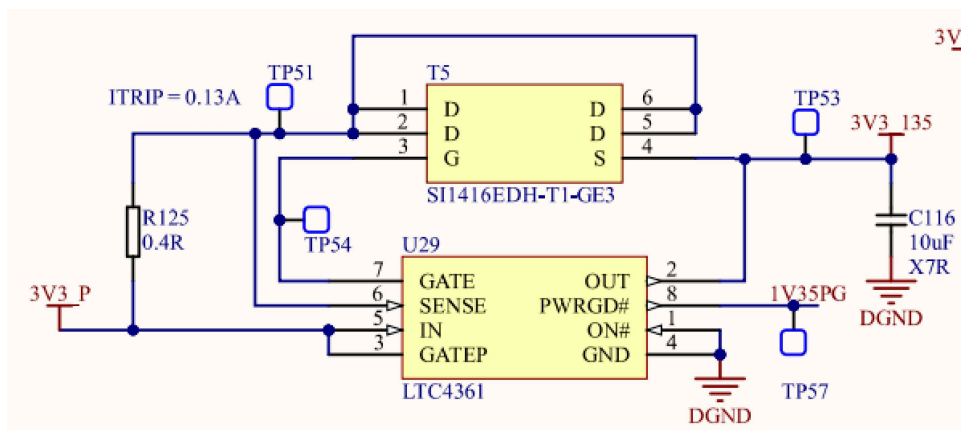 3V
TP51
T5
ITRIP = 0.13A
1 D D 6
2 D D 5
3 G S 4
TP53
3V3_135
SI1416EDH-T1-GE3
R125
0.4R
TP54
U29
C116
10uF
X7R
DGND
3V3_P
7 GATE OUT 2
6 SENSE PWRGD# 8
1V35PG
5 IN ON# 1
3 GATEP GND 4
LTC4361
DGND
TP57